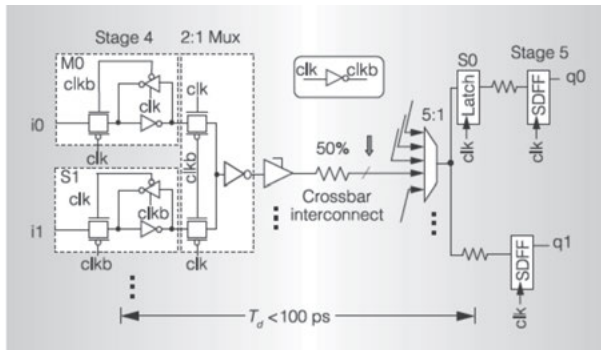 Stage 4
2:1 Mux
M0
clkb
clk
clk
clk
i0
clk
clkb
clk
clkb
S0
Stage 5
Latch
SDFF
q0
clk
clk
5:1
50%
Crossbar
interconnect
S1
clk
clkb
i1
clkb
clk
SDFF
q1
clk
T_d <100 ps